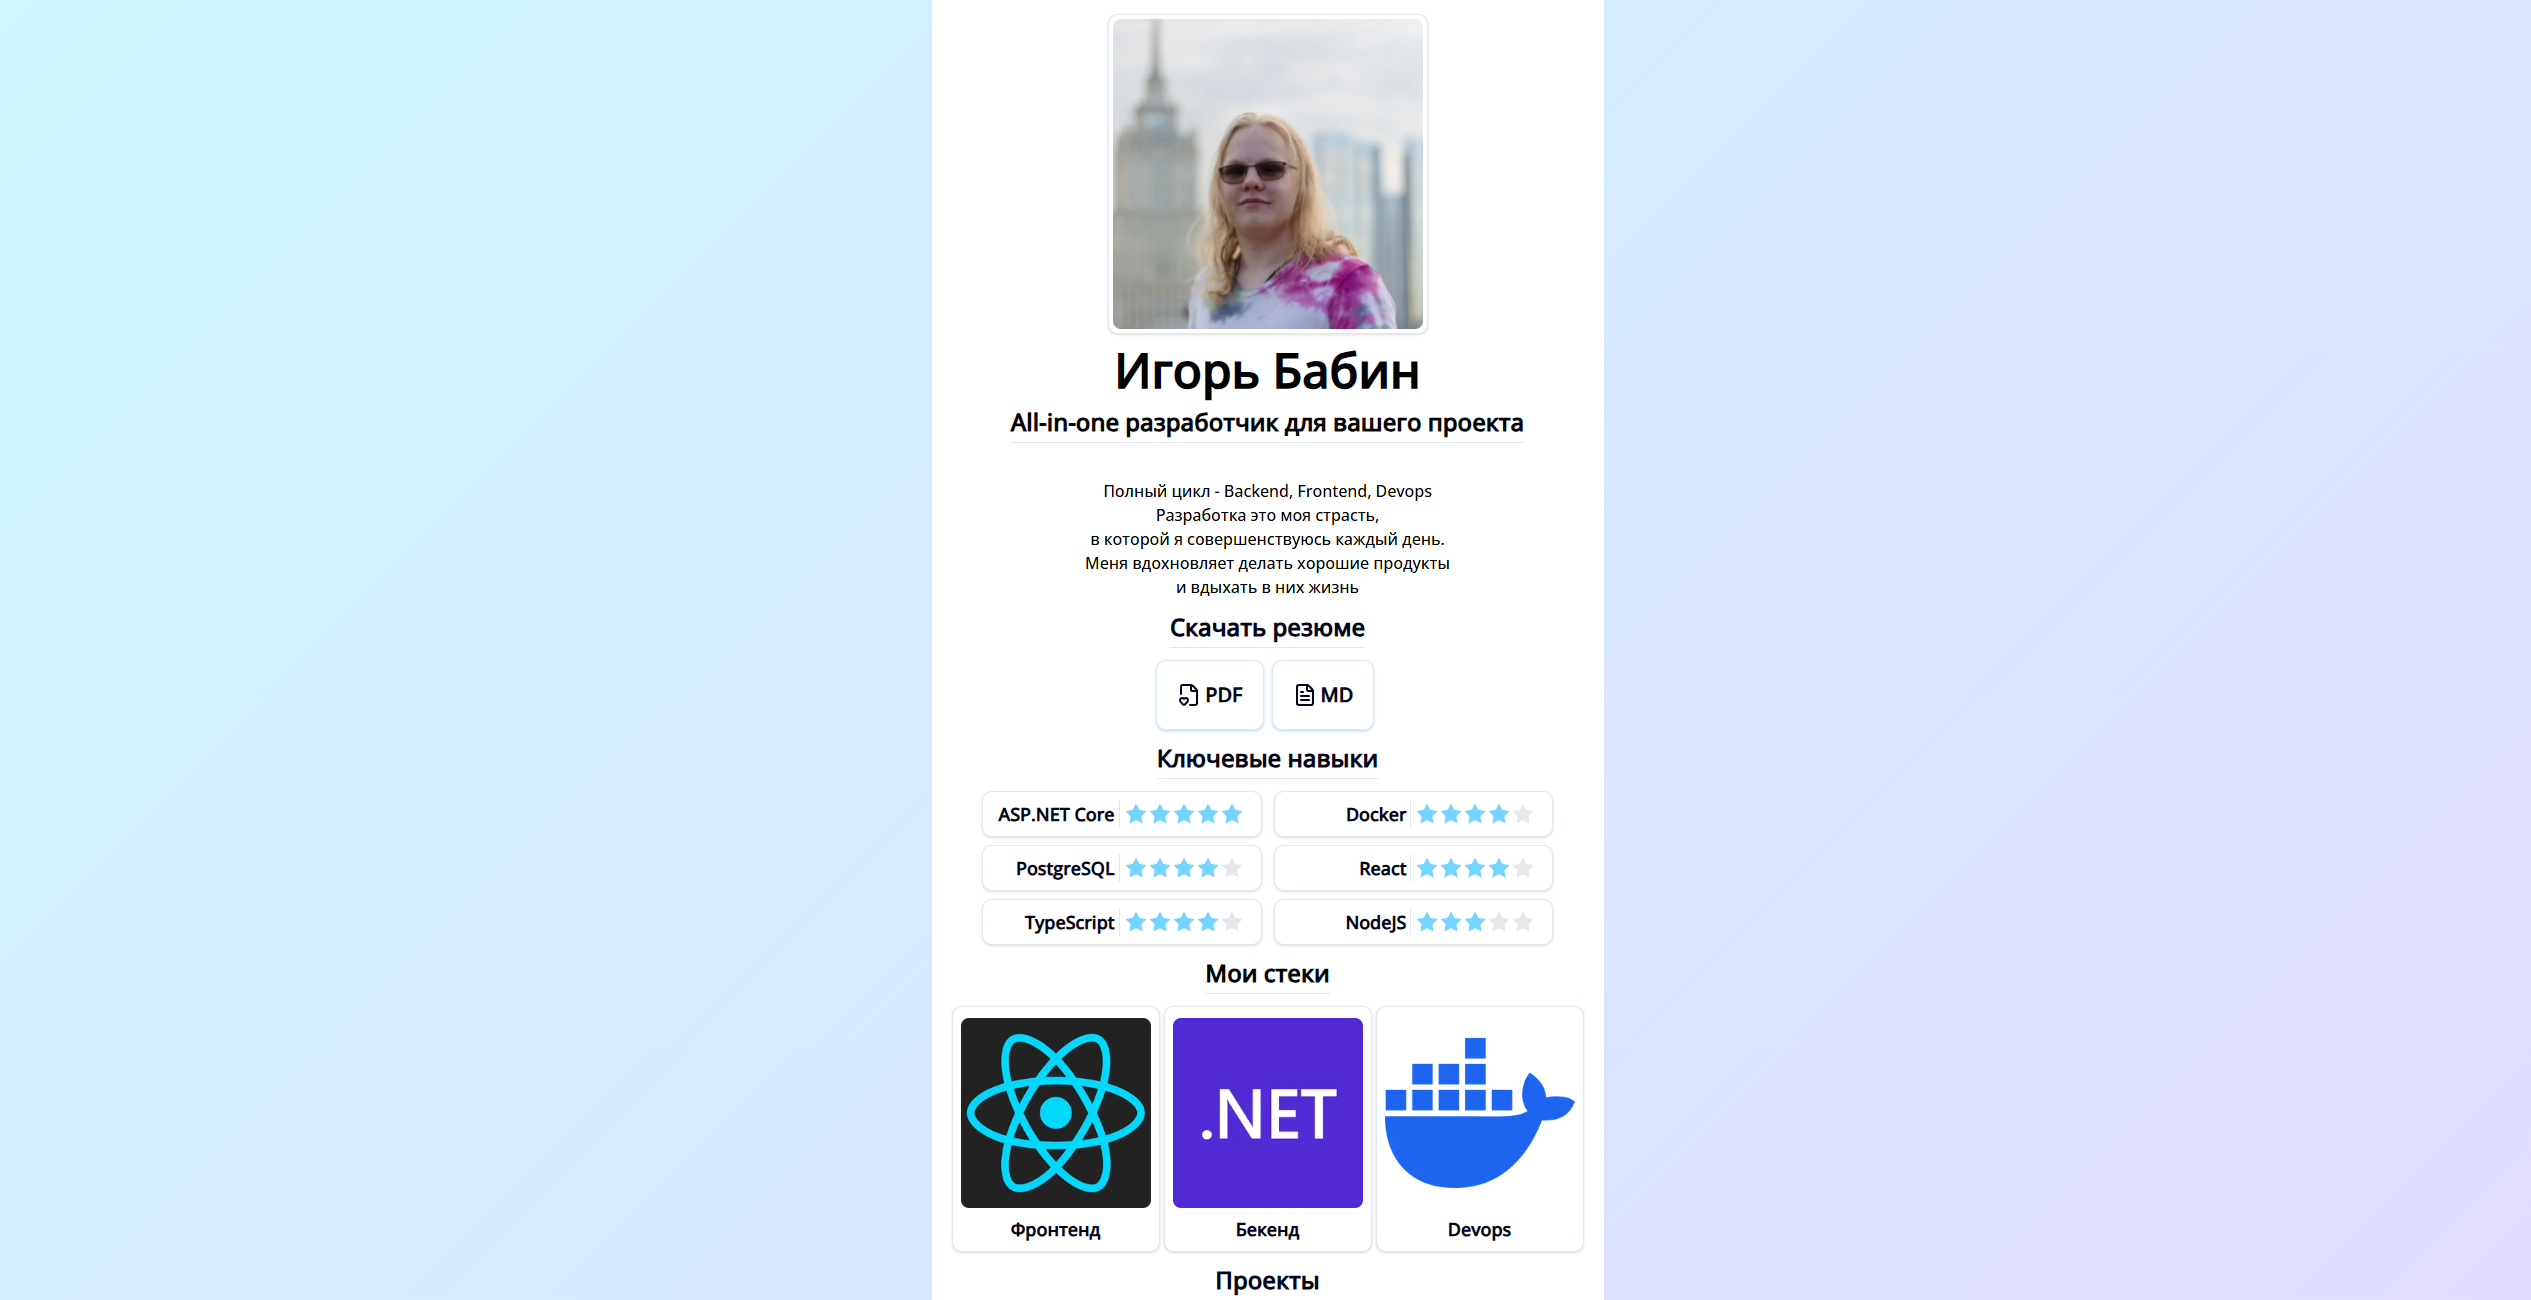 Игорь Бабин
All-in-one разработчик для вашего проекта
Полный цикл - Backend, Frontend, Devops
Разработка это моя страсть,
в которой я совершенствуюсь каждый день.
Меня вдохновляет делать хорошие продукты
и вдыхать в них жизнь
Скачать резюме
PDF
MD
Ключевые навыки
ASP.NET Core
Docker
PostgreSQL
React
TypeScript
NodeJS
Мои стеки
.NET
Фронтенд
Бекенд
Devops
Проекты